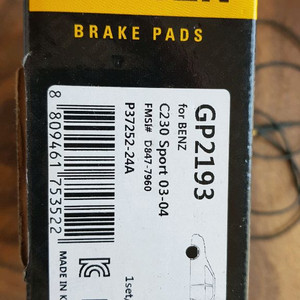 BRAKE PADS
GP2193
for BENZ
C230 Sport 03-04
FMSI# D847-7960
P37252-24A
8 809461 753522
MADE IN K
1set/